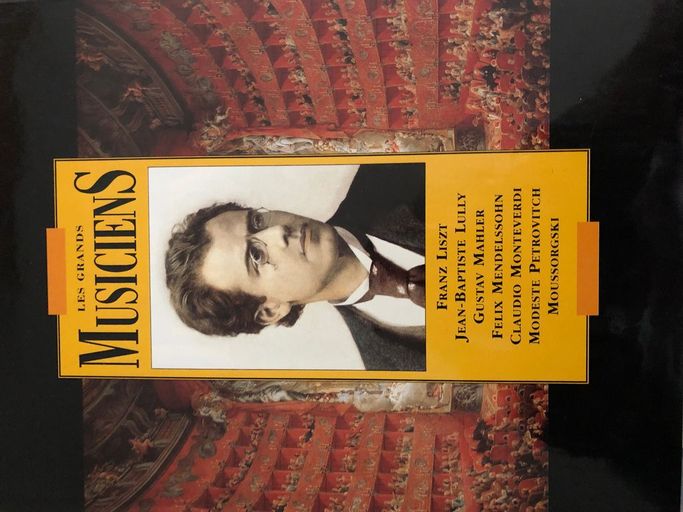 LES GRANDS
MUSICIENS
FRANZ LISZT
JEAN-BAPTISTE LULLY
GUSTAV MAHLER
FELIX MENDELSSOHN
CLAUDIO MONTEVERDI
MODESTE PETROVITCH
MOUSSORGSKI